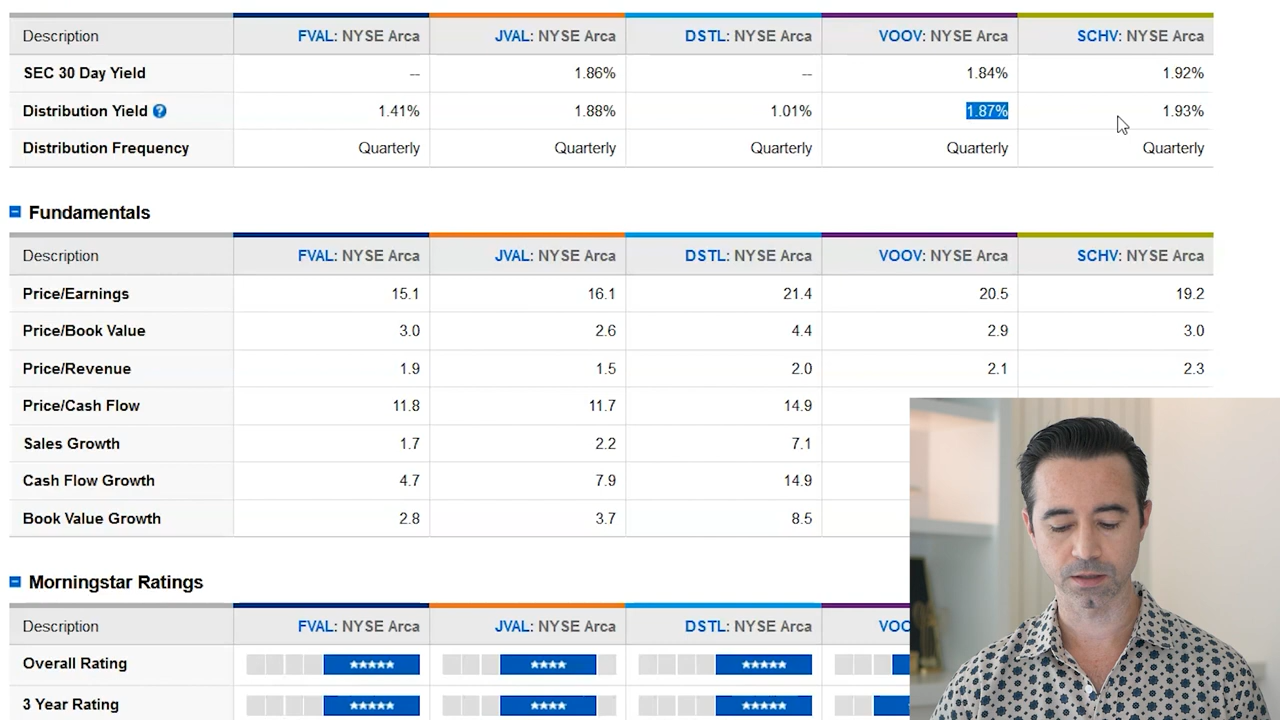 Description FVAL: NYSE Arca JVAL: NYSE Arca DSTL: NYSE Arca VOOV: NYSE Arca SCHV: NYSE Arca
SEC 30 Day Yield -- 1.86% -- 1.84% 1.92%
Distribution Yield ? 1.41% 1.88% 1.01% 1.87% 1.93%
Distribution Frequency Quarterly Quarterly Quarterly Quarterly Quarterly
Fundamentals
Description FVAL: NYSE Arca JVAL: NYSE Arca DSTL: NYSE Arca VOOV: NYSE Arca SCHV: NYSE Arca
Price/Earnings 15.1 16.1 21.4 20.5 19.2
Price/Book Value 3.0 2.6 4.4 2.9 3.0
Price/Revenue 1.9 1.5 2.0 2.1 2.3
Price/Cash Flow 11.8 11.7 14.9
Sales Growth 1.7 2.2 7.1
Cash Flow Growth 4.7 7.9 14.9
Book Value Growth 2.8 3.7 8.5
Morningstar Ratings
Description FVAL: NYSE Arca JVAL: NYSE Arca DSTL: NYSE Arca VOO
Overall Rating
3 Year Rating